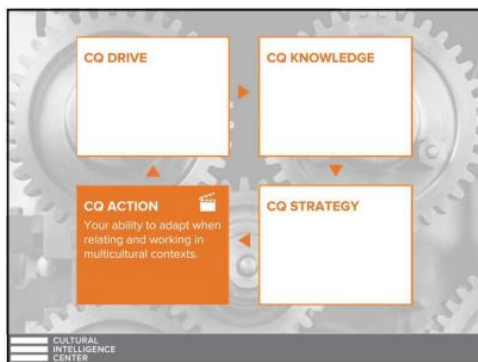 CQ DRIVE
CQ KNOWLEDGE
CQ ACTION
Your ability to adapt when
relating and working in
multicultural contexts.
CQ STRATEGY
CULTURAL
INTELLIGENCE
CENTER